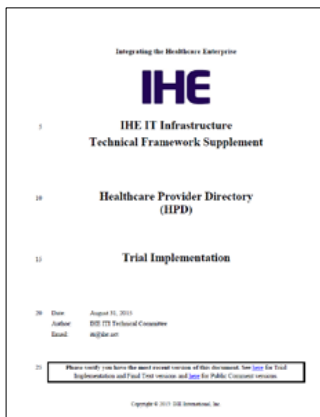 Integrating the Healthcare Enterprise
IHE
5 IHE IT Infrastructure
Technical Framework Supplement
10 Healthcare Provider Directory
(HPD)
15 Trial Implementation
20 Date: August 31, 2015
Author: IHE ITI Technical Committee
Email: iti@ihe.net
25 Please verify you have the most recent version of this document. See here for Trial
Implementation and Final Text versions and here for Public Comment versions.
Copyright © 2015 IHE International, Inc.